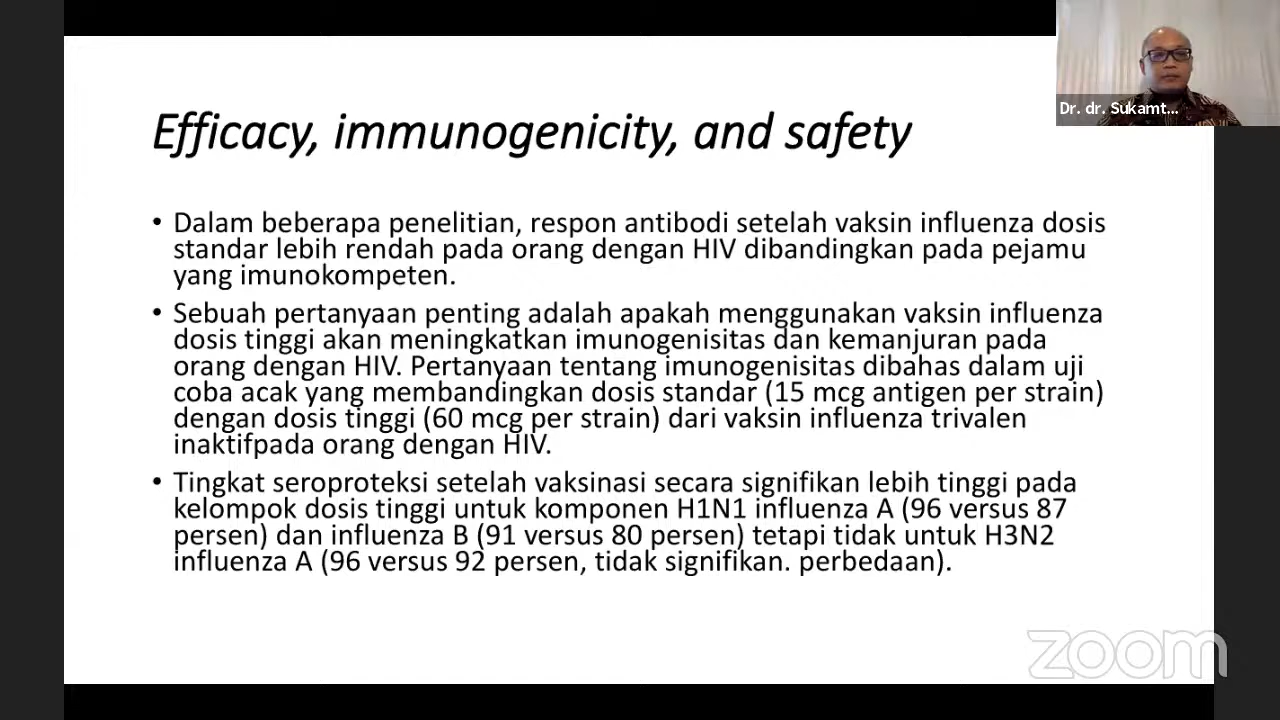 Dr. dr. Sukamt...
Efficacy, immunogenicity, and safety
• Dalam beberapa penelitian, respon antibodi setelah vaksin influenza dosis
standar lebih rendah pada orang dengan HIV dibandingkan pada pejamu
yang imunokompeten.
• Sebuah pertanyaan penting adalah apakah menggunakan vaksin influenza
dosis tinggi akan meningkatkan imunogenisitas dan kemanjuran pada
orang dengan HIV. Pertanyaan tentang imunogenisitas dibahas dalam uji
coba acak yang membandingkan dosis standar (15 mcg antigen per strain)
dengan dosis tinggi (60 mcg per strain) dari vaksin influenza trivalen
inaktifpada orang dengan HIV.
• Tingkat seroproteksi setelah vaksinasi secara signifikan lebih tinggi pada
kelompok dosis tinggi untuk komponen H1N1 influenza A (96 versus 87
persen) dan influenza B (91 versus 80 persen) tetapi tidak untuk H3N2
influenza A (96 versus 92 persen, tidak signifikan. perbedaan).
zoom